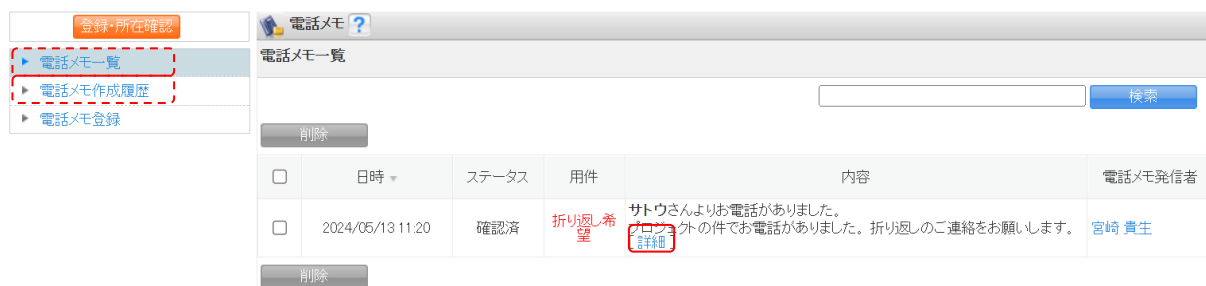 登録・所在確認
電話メモ一覧
電話メモ作成履歴
電話メモ登録
電話メモ ?
電話メモ一覧
検索
削除
日時 ステータス 用件 内容 電話メモ発信者
2024/05/13 11:20 確認済 折り返し希望 サトウさんよりお電話がありました。
プロジェクトの件でお電話がありました。折り返しのご連絡をお願いします。 宮崎 貴生
[詳細]
削除